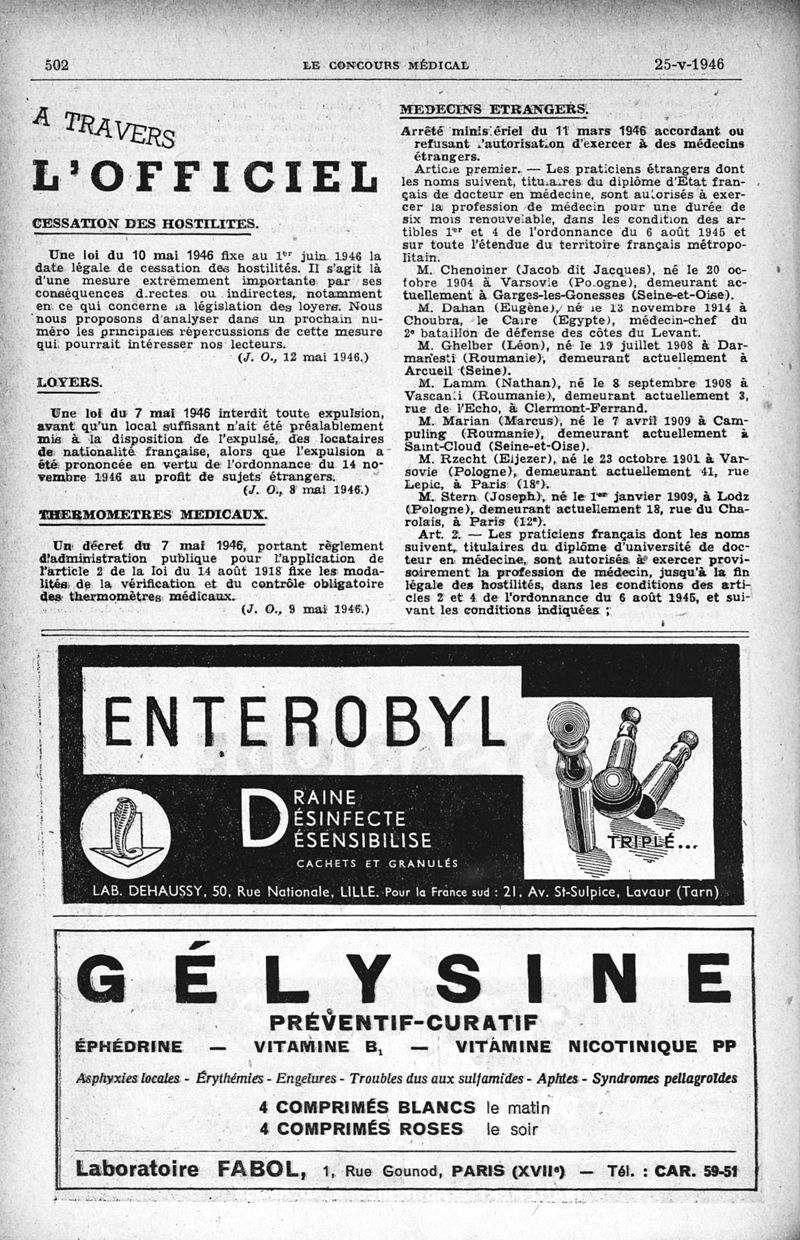 502
LE CONCOURS MÉDICAL
25-V-1946
A TRAVERS
L'OFFICIEL
CESSATION DES HOSTILITES.
Une loi du 10 mai 1946 fixe au 1er juin 1946 la
date légale de cessation des hostilités. Il s'agit là
d'une mesure extrêmement importante par ses
conséquences directes ou indirectes, notamment
en ce qui concerne la législation des loyers. Nous
nous proposons d'analyser dans un prochain nu-
méro les principales répercussions de cette mesure
qui pourrait intéresser nos lecteurs.
(J. O., 12 mai 1946.)
LOYERS.
Une loi du 7 mai 1946 interdit toute expulsion,
avant qu'un local suffisant n'ait été préalablement
mis à la disposition de l'expulsé, des locataires
de nationalité française, alors que l'expulsion a
été prononcée en vertu de l'ordonnance du 14 no-
vembre 1946 au profit de sujets étrangers.
(J. O., 8 mai 1946.)
THERMOMETRES MEDICAUX.
Un décret du 7 mai 1946, portant règlement
d'administration publique pour l'application de
l'article 2 de la loi du 14 août 1918 fixe les moda-
lités de la vérification et du contrôle obligatoire
des thermomètres médicaux.
(J. O., 9 mai 1946.)
MEDECINS ETRANGERS.
Arrêté ministériel du 11 mars 1946 accordant ou
refusant l'autorisation d'exercer à des médecins
étrangers.
Article premier. — Les praticiens étrangers dont
les noms suivent, titulaires du diplôme d'Etat fran-
çais de docteur en médecine, sont autorisés à exer-
cer la profession de médecin pour une durée de
six mois renouvelable, dans les condition des ar-
tibles 1er et 4 de l'ordonnance du 6 août 1945 et
sur toute l'étendue du territoire français métropo-
litain.
M. Chenoiner (Jacob dit Jacques), né le 20 oc-
tobre 1904 à Varsovie (Pologne), demeurant ac-
tuellement à Garges-les-Gonesses (Seine-et-Oise).
M. Dahan (Eugène), né le 13 novembre 1914 à
Choubra, le Caire (Egypte), médecin-chef du
2e bataillon de défense des côtes du Levant.
M. Ghelber (Léon), né le 19 juillet 1908 à Dar-
manesti (Roumanie), demeurant actuellement à
Arcueil (Seine).
M. Lamm (Nathan), né le 8 septembre 1908 à
Vascani (Roumanie), demeurant actuellement 3,
rue de l'Echo, à Clermont-Ferrand.
M. Marian (Marcus), né le 7 avril 1909 à Cam-
puling (Roumanie), demeurant actuellement à
Saint-Cloud (Seine-et-Oise).
M. Rzecht (Eljezer), né le 23 octobre 1901 à Var-
sovie (Pologne), demeurant actuellement 41, rue
Lepic, à Paris (18e).
M. Stern (Joseph), né le 1er janvier 1909, à Lodz
(Pologne), demeurant actuellement 18, rue du Cha-
rolais, à Paris (12e).
Art. 2. — Les praticiens français dont les noms
suivent, titulaires du diplôme d'université de doc-
teur en médecine, sont autorisés à exercer provi-
soirement la profession de médecin, jusqu'à la fin
légale des hostilités, dans les conditions des arti-
cles 2 et 4 de l'ordonnance du 6 août 1945, et sui-
vant les conditions indiquées :
ENTEROBYL
DRAINE
DÉSINFECTE
DÉSENSIBILISE
CACHETS ET GRANULÉS
TRIPLÉ...
LAB. DEHAUSSY, 50, Rue Nationale, LILLE. Pour la France sud : 21, Av. St-Sulpice, Lavaur (Tarn)
GÉLYSINE
PRÉVENTIF-CURATIF
ÉPHÉDRINE — VITAMINE B1 — VITAMINE NICOTINIQUE PP
Asphyxies locales - Érythémies - Engelures - Troubles dus aux sulfamides - Aphtes - Syndromes pellagroïdes
4 COMPRIMÉS BLANCS le matin
4 COMPRIMÉS ROSES le soir
Laboratoire FABOL, 1, Rue Gounod, PARIS (XVIIe) — Tél. : CAR. 59-51